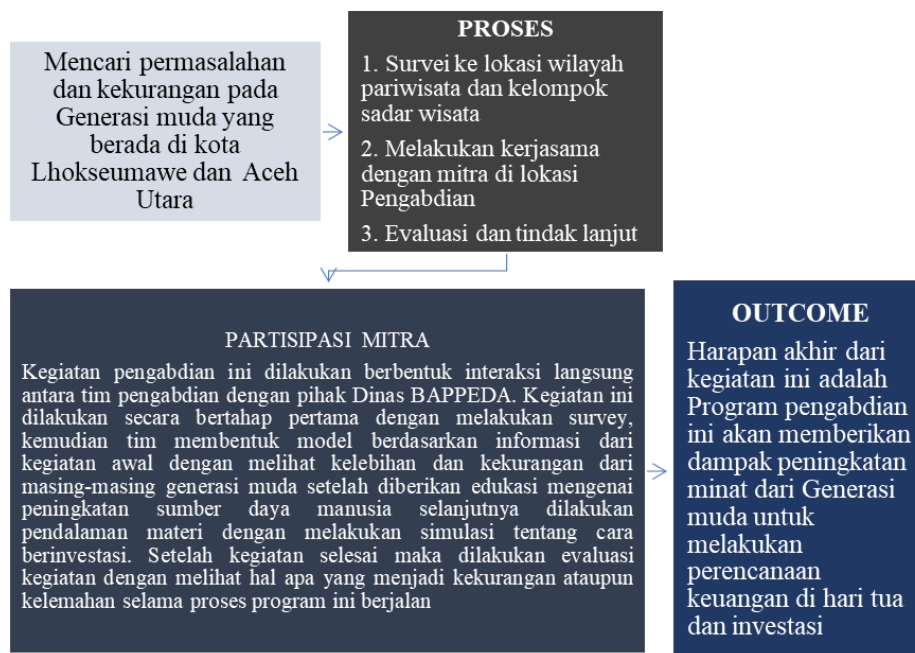 Mencari permasalahan
dan kekurangan pada
Generasi muda yang
berada di kota
Lhokseumawe dan Aceh
Utara
PROSES
1. Survei ke lokasi wilayah
pariwisata dan kelompok
sadar wisata
2. Melakukan kerjasama
dengan mitra di lokasi
Pengabdian
3. Evaluasi dan tindak lanjut
PARTISIPASI MITRA
Kegiatan pengabdian ini dilakukan berbentuk interaksi langsung
antara tim pengabdian dengan pihak Dinas BAPPEDA. Kegiatan ini
dilakukan secara bertahap pertama dengan melakukan survey,
kemudian tim membentuk model berdasarkan informasi dari
kegiatan awal dengan melihat kelebihan dan kekurangan dari
masing-masing generasi muda setelah diberikan edukasi mengenai
peningkatan sumber daya manusia selanjutnya dilakukan
pendalaman materi dengan melakukan simulasi tentang cara
berinvestasi. Setelah kegiatan selesai maka dilakukan evaluasi
kegiatan dengan melihat hal apa yang menjadi kekurangan ataupun
kelemahan selama proses program ini berjalan
OUTCOME
Harapan akhir dari
kegiatan ini adalah
Program pengabdian
ini akan memberikan
dampak peningkatan
minat dari Generasi
muda untuk
melakukan
perencanaan
keuangan di hari tua
dan investasi